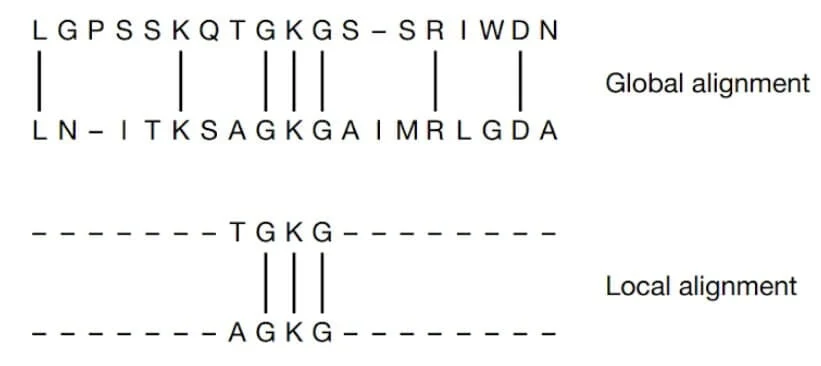 L G P S S K Q T G K G S – S R I W D N
Global alignment
L N – I T K S A G K G A I M R L G D A
– – – – – – – T G K G – – – – – – – –
Local alignment
– – – – – – – A G K G – – – – – – – –